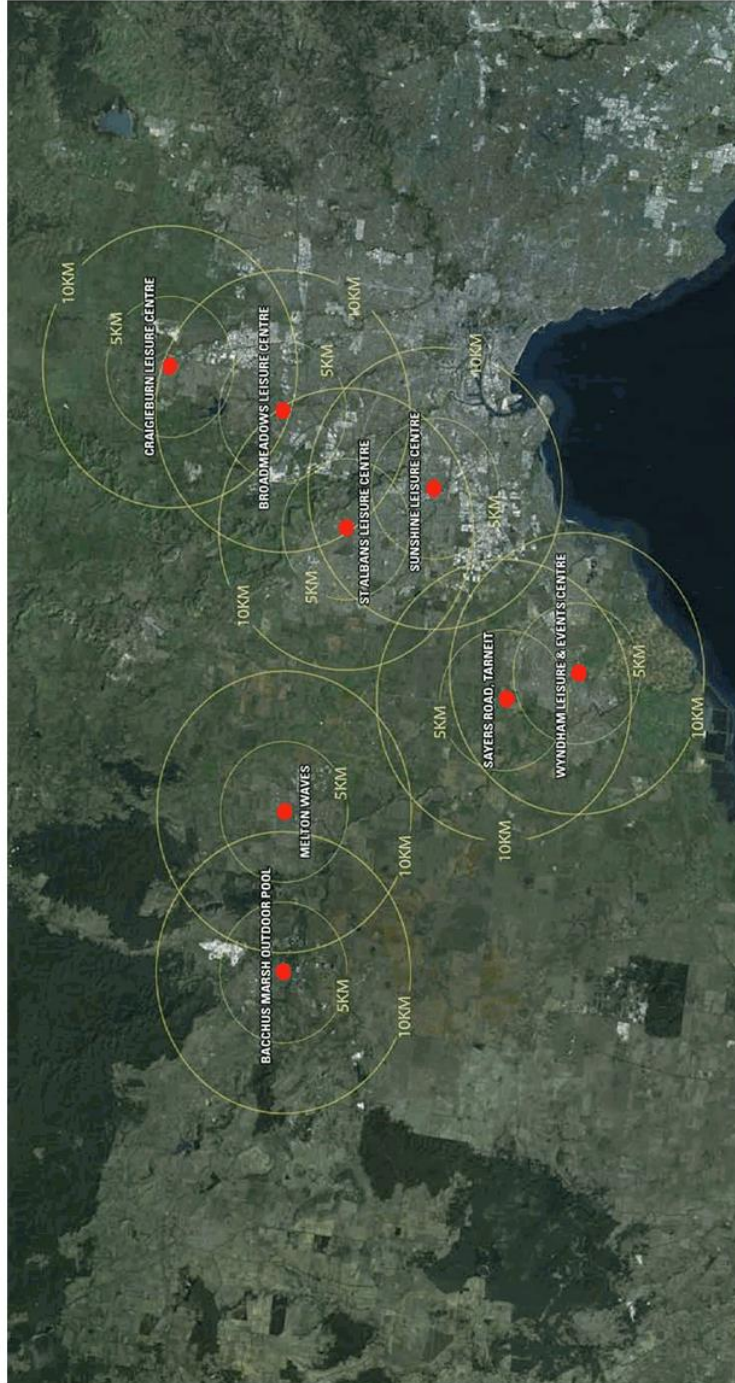 10KM
5KM
CRAIGIEBURN LEISURE CENTRE
BROADMEADOWS LEISURE CENTRE
5KM
10KM
ST ALBANS LEISURE CENTRE
5KM
10KM
SUNSHINE LEISURE CENTRE
5KM
10KM
SAYERS ROAD, TARNEIT
5KM
10KM
WYNDHAM LEISURE & EVENTS CENTRE
5KM
10KM
MELTON WAVES
5KM
10KM
BACCHUS MARSH OUTDOOR POOL
5KM
10KM